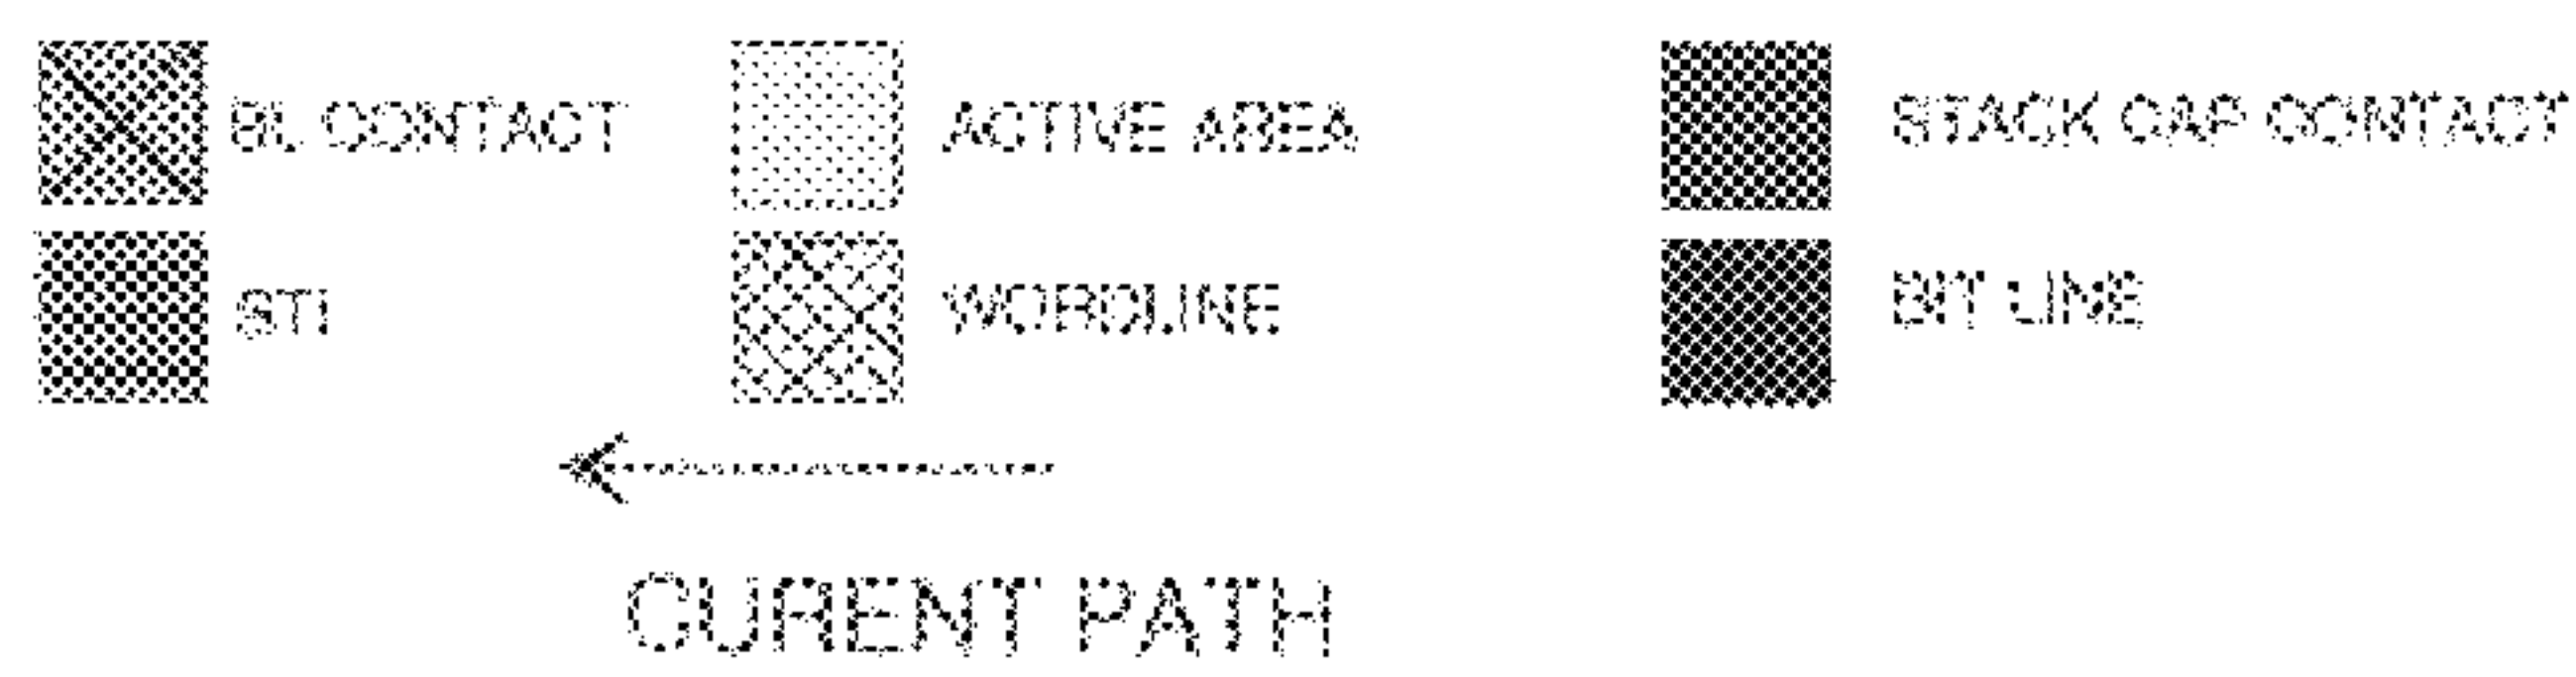 BL CONTACT ACTIVE AREA STACK CAP CONTACT
STI WORDLINE BIT LINE
CURENT PATH